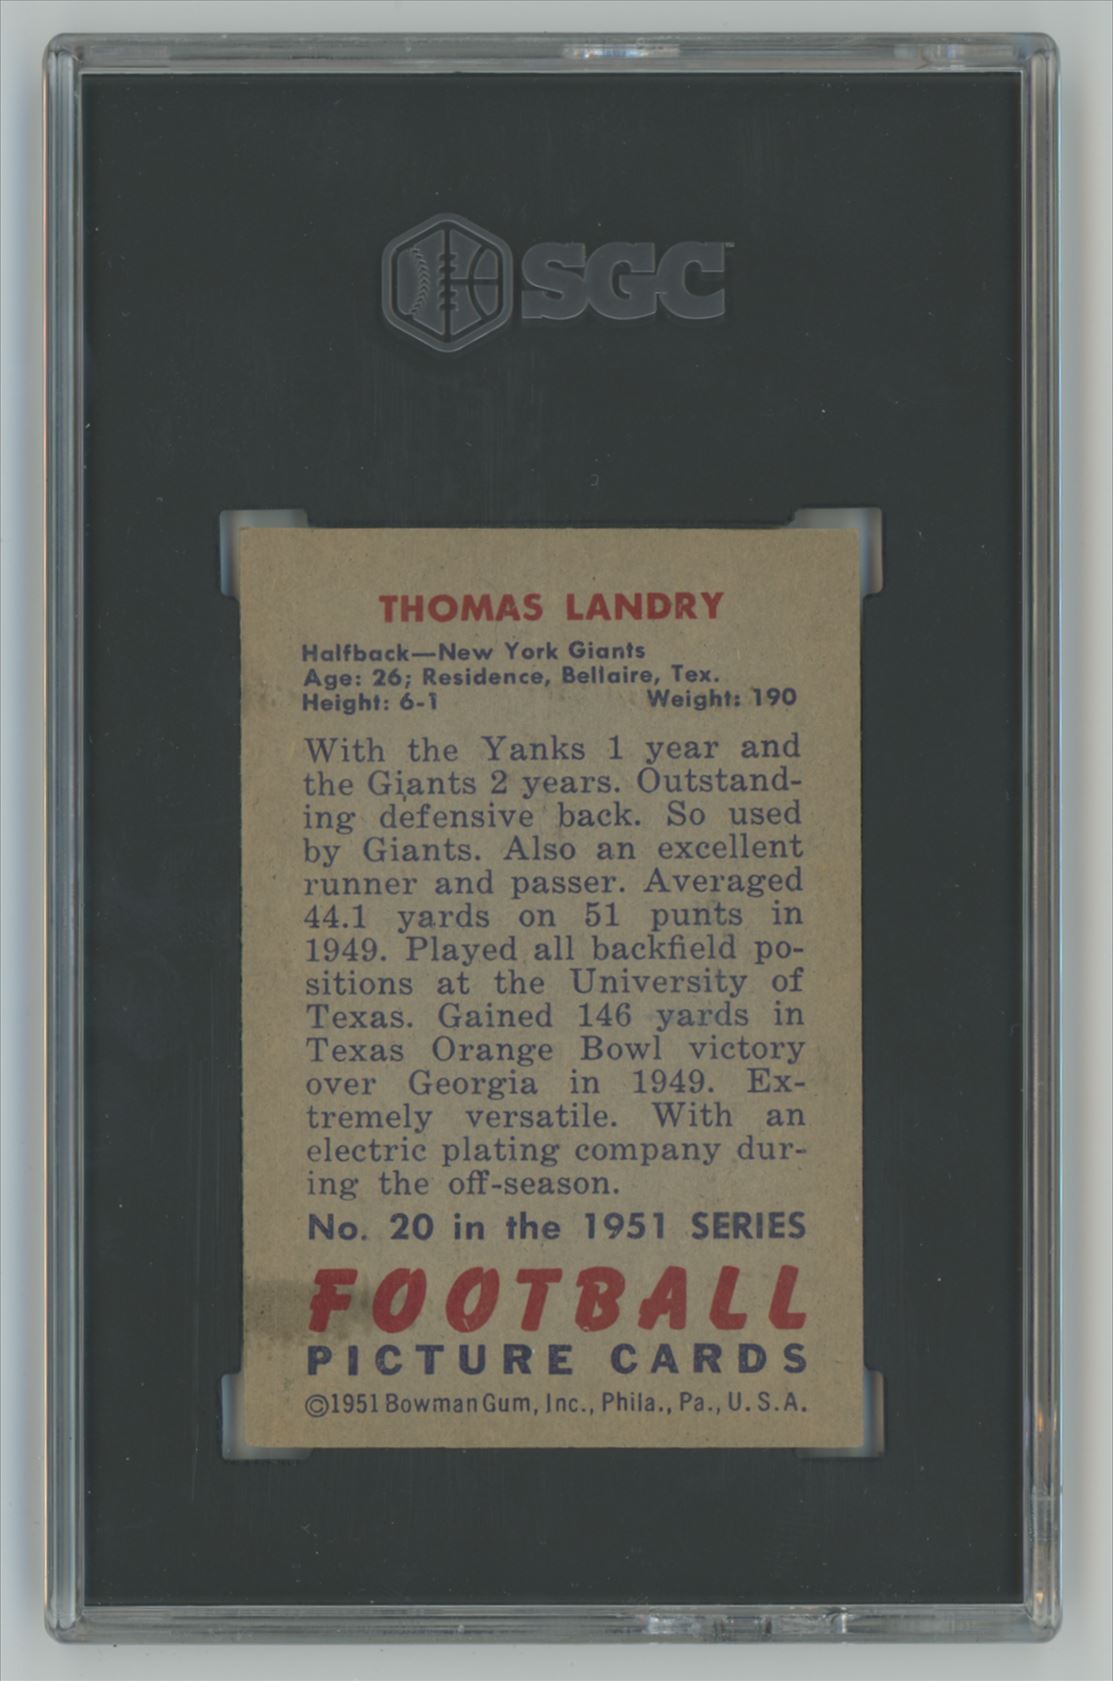 SGC
THOMAS LANDRY
Halfback—New York Giants
Age: 26; Residence, Bellaire, Tex.
Height: 6-1 Weight: 190
With the Yanks 1 year and
the Giants 2 years. Outstand-
ing defensive back. So used
by Giants. Also an excellent
runner and passer. Averaged
44.1 yards on 51 punts in
1949. Played all backfield po-
sitions at the University of
Texas. Gained 146 yards in
Texas Orange Bowl victory
over Georgia in 1949. Ex-
tremely versatile. With an
electric plating company dur-
ing the off-season.
No. 20 in the 1951 SERIES
FOOTBALL
PICTURE CARDS
©1951 Bowman Gum, Inc., Phila., Pa., U.S.A.